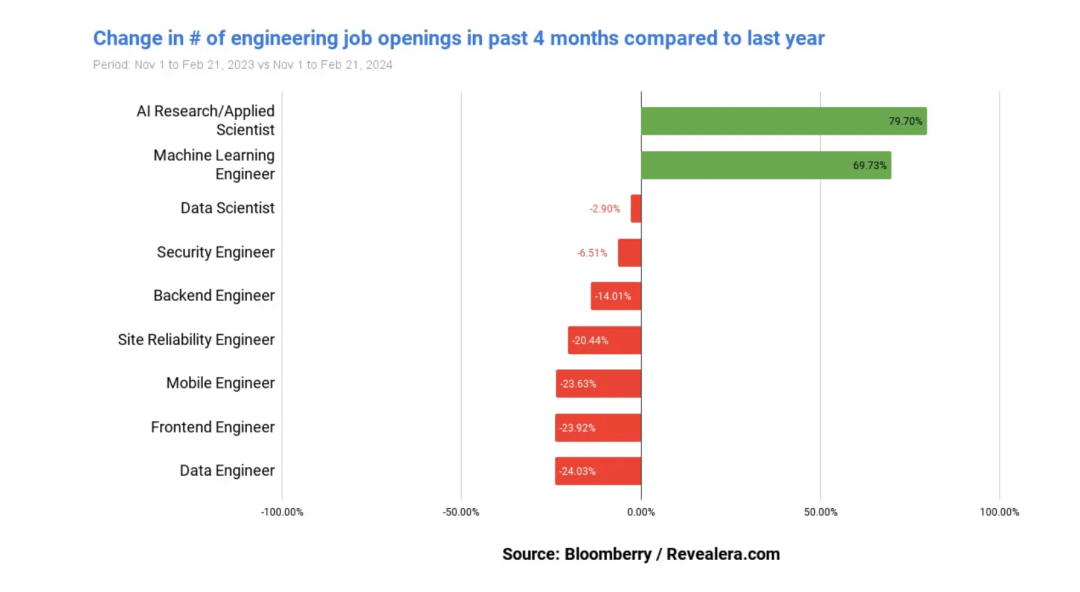 Change in # of engineering job openings in past 4 months compared to last year
Period: Nov 1 to Feb 21, 2023 vs Nov 1 to Feb 21, 2024
AI Research/Applied
Scientist
79.70%
Machine Learning
Engineer
69.73%
Data Scientist
-2.90%
Security Engineer
-6.51%
Backend Engineer
-14.01%
Site Reliability Engineer
-20.44%
Mobile Engineer
-23.63%
Frontend Engineer
-23.92%
Data Engineer
-24.03%
-100.00%
-50.00%
0.00%
50.00%
100.00%
Source: Bloomberry / Revealera.com